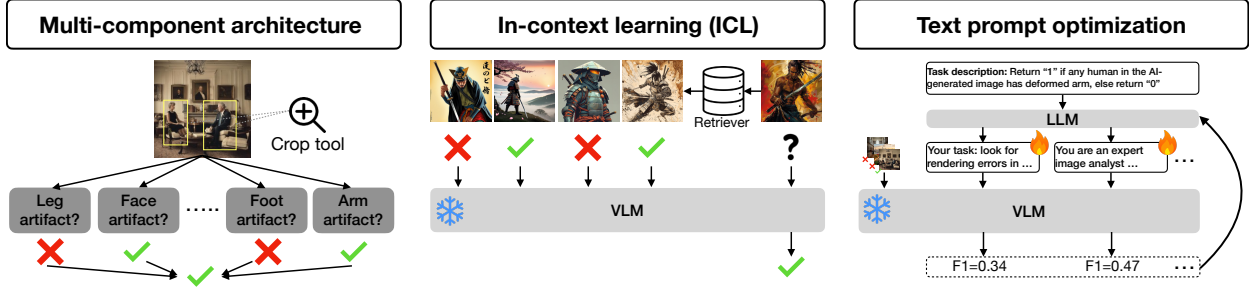 Multi-component architecture
Crop tool
Leg
artifact?
Face
artifact?
.....
Foot
artifact?
Arm
artifact?
In-context learning (ICL)
Retriever
?
VLM
Text prompt optimization
Task description: Return “1” if any human in the AI-
generated image has deformed arm, else return “0”
LLM
Your task: look for
rendering errors in ...
You are an expert
image analyst ...
...
VLM
F1=0.34
F1=0.47
...